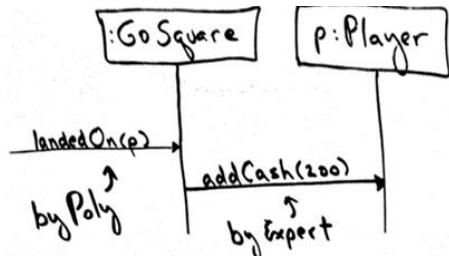 :GoSquare
p:Player
landedOn(p)
addCash(200)
by Poly
by Expert